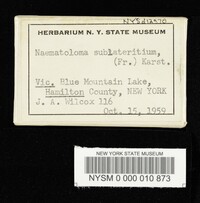 HERBARIUM N. Y. STATE MUSEUM
Naematoloma sublateritium,
(Fr.) Karst.
Vic. Blue Mountain Lake,
Hamilton County, NEW YORK
J. A. Wilcox 116
Oct. 15, 1959
NEW YORK STATE MUSEUM
NYSM 0 000 010 873